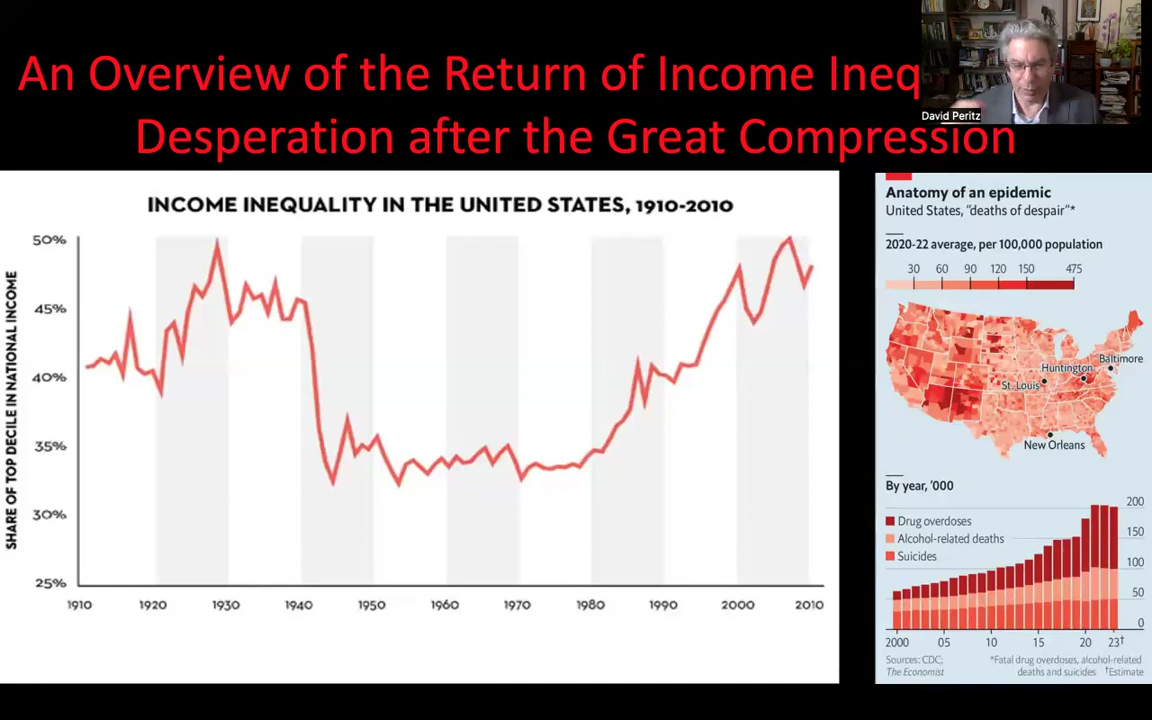 An Overview of the Return of Income Ineq
Desperation after the Great Compression
David Peritz
INCOME INEQUALITY IN THE UNITED STATES, 1910-2010
SHARE OF TOP DECILE IN NATIONAL INCOME
50%
45%
40%
35%
30%
25%
1910 1920 1930 1940 1950 1960 1970 1980 1990 2000 2010
Anatomy of an epidemic
United States, "deaths of despair"*
2020-22 average, per 100,000 population
30 60 90 120 150 475
Baltimore
Huntington
St. Louis
New Orleans
By year, '000
200
Drug overdoses
150
Alcohol-related deaths
Suicides
100
50
0
2000 05 10 15 20 23†
Sources: CDC; *Fatal drug overdoses, alcohol-related
The Economist deaths and suicides †Estimate